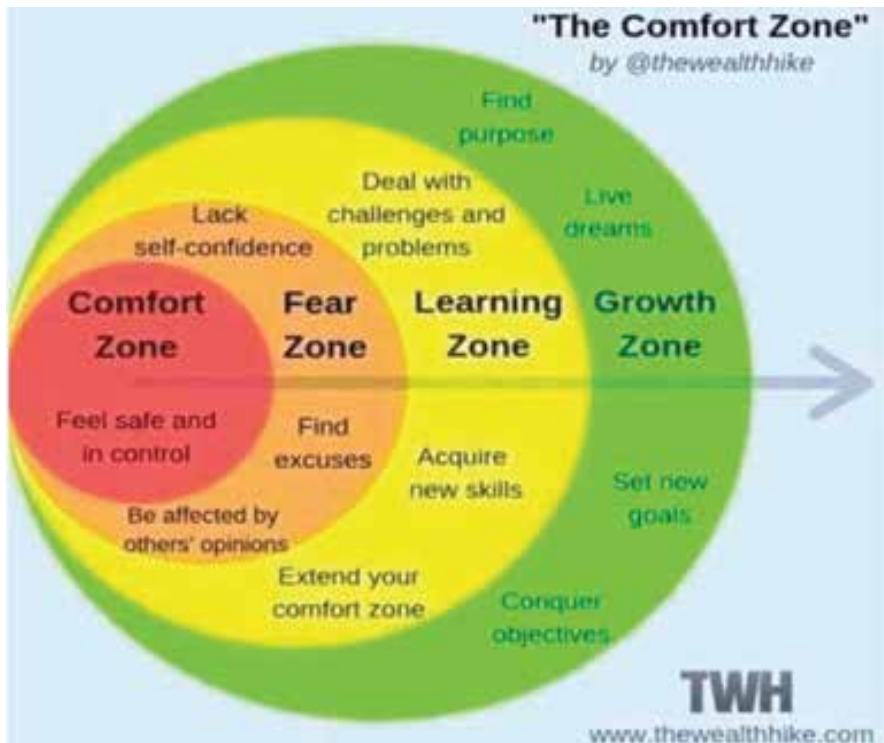 "The Comfort Zone"
by @thewealthhike
Find
purpose
Live
dreams
Deal with
challenges and
problems
Lack
self-confidence
Comfort
Zone
Fear
Zone
Learning
Zone
Growth
Zone
Feel safe and
in control
Find
excuses
Be affected by
others' opinions
Acquire
new skills
Extend your
comfort zone
Set new
goals
Conquer
objectives
TWH
www.thewealthhike.com